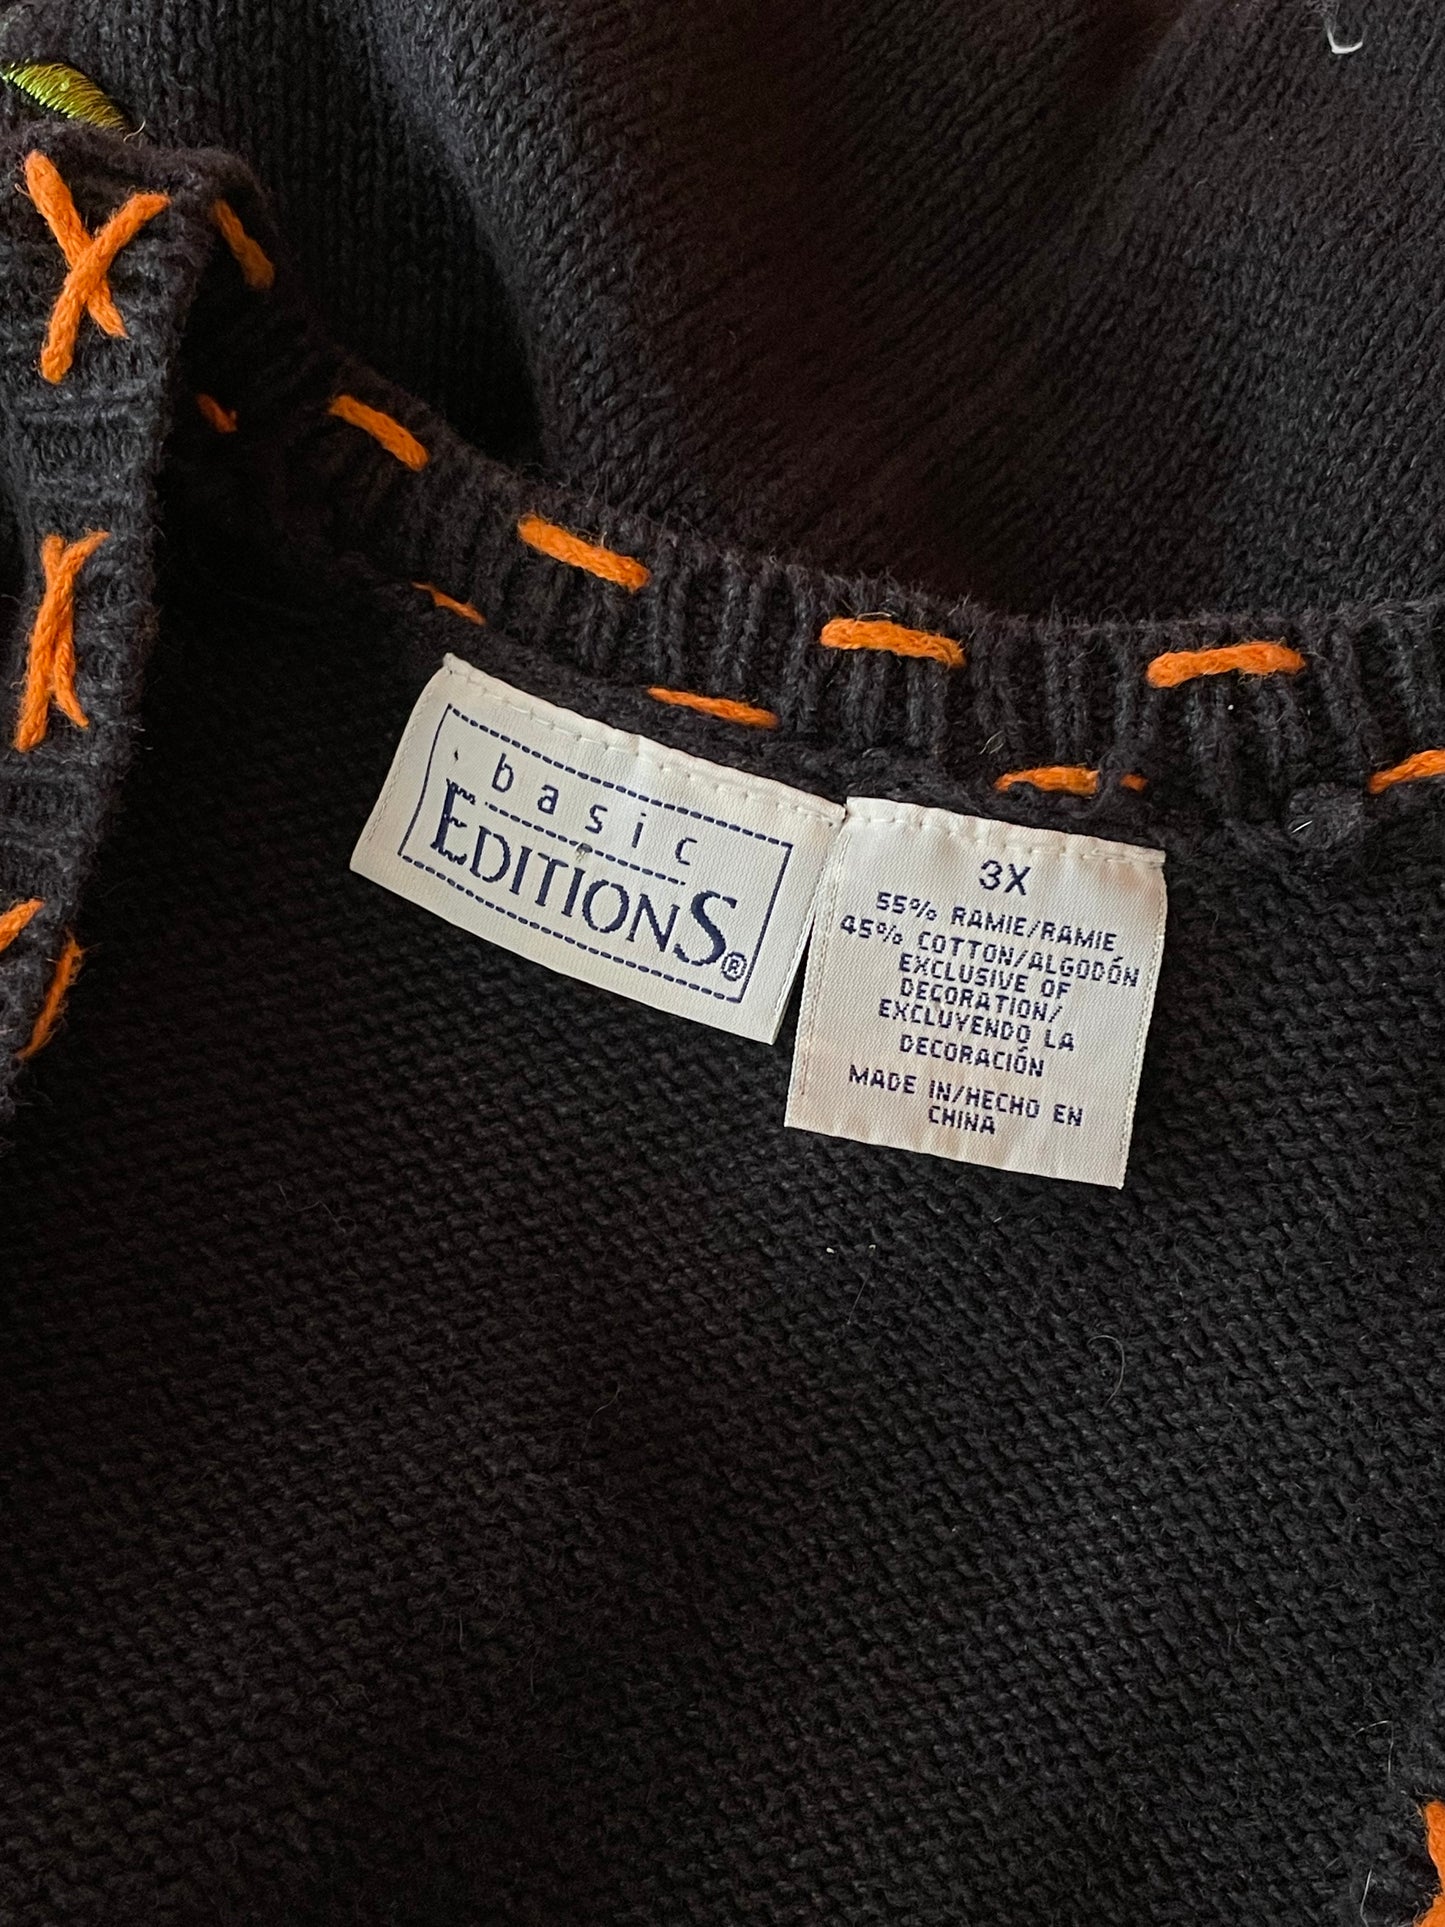 basic
EDITIONS®
3X
55% RAMIE/RAMIE
45% COTTON/ALGODÓN
EXCLUSIVE OF
DECORATION/
EXCLUYENDO LA
DECORACIÓN
MADE IN/HECHO EN
CHINA